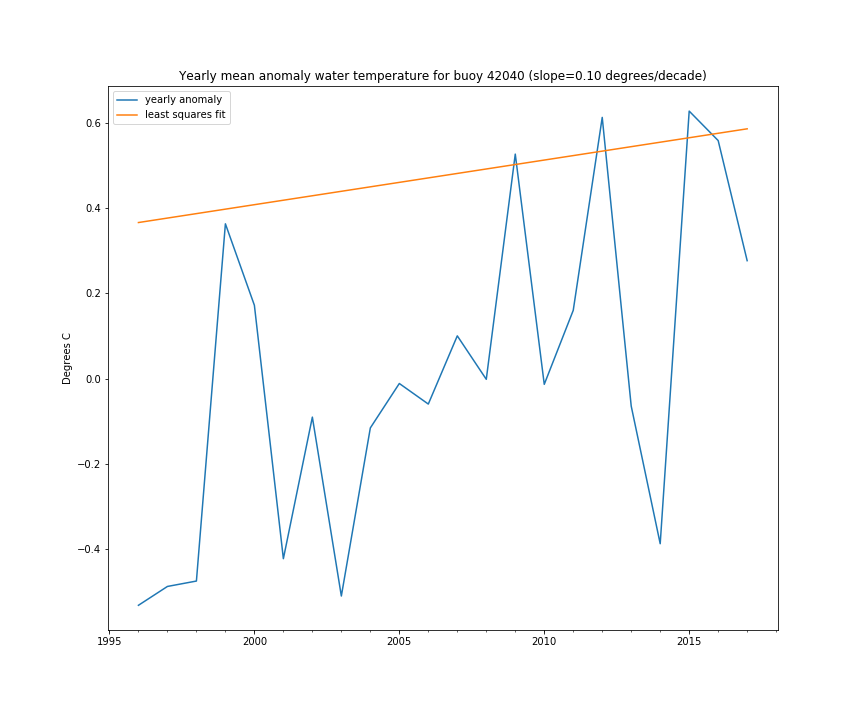 Yearly mean anomaly water temperature for buoy 42040 (slope=0.10 degrees/decade)
yearly anomaly
least squares fit
0.6
0.4
0.2
0.0
−0.2
−0.4
Degrees C
1995 2000 2005 2010 2015